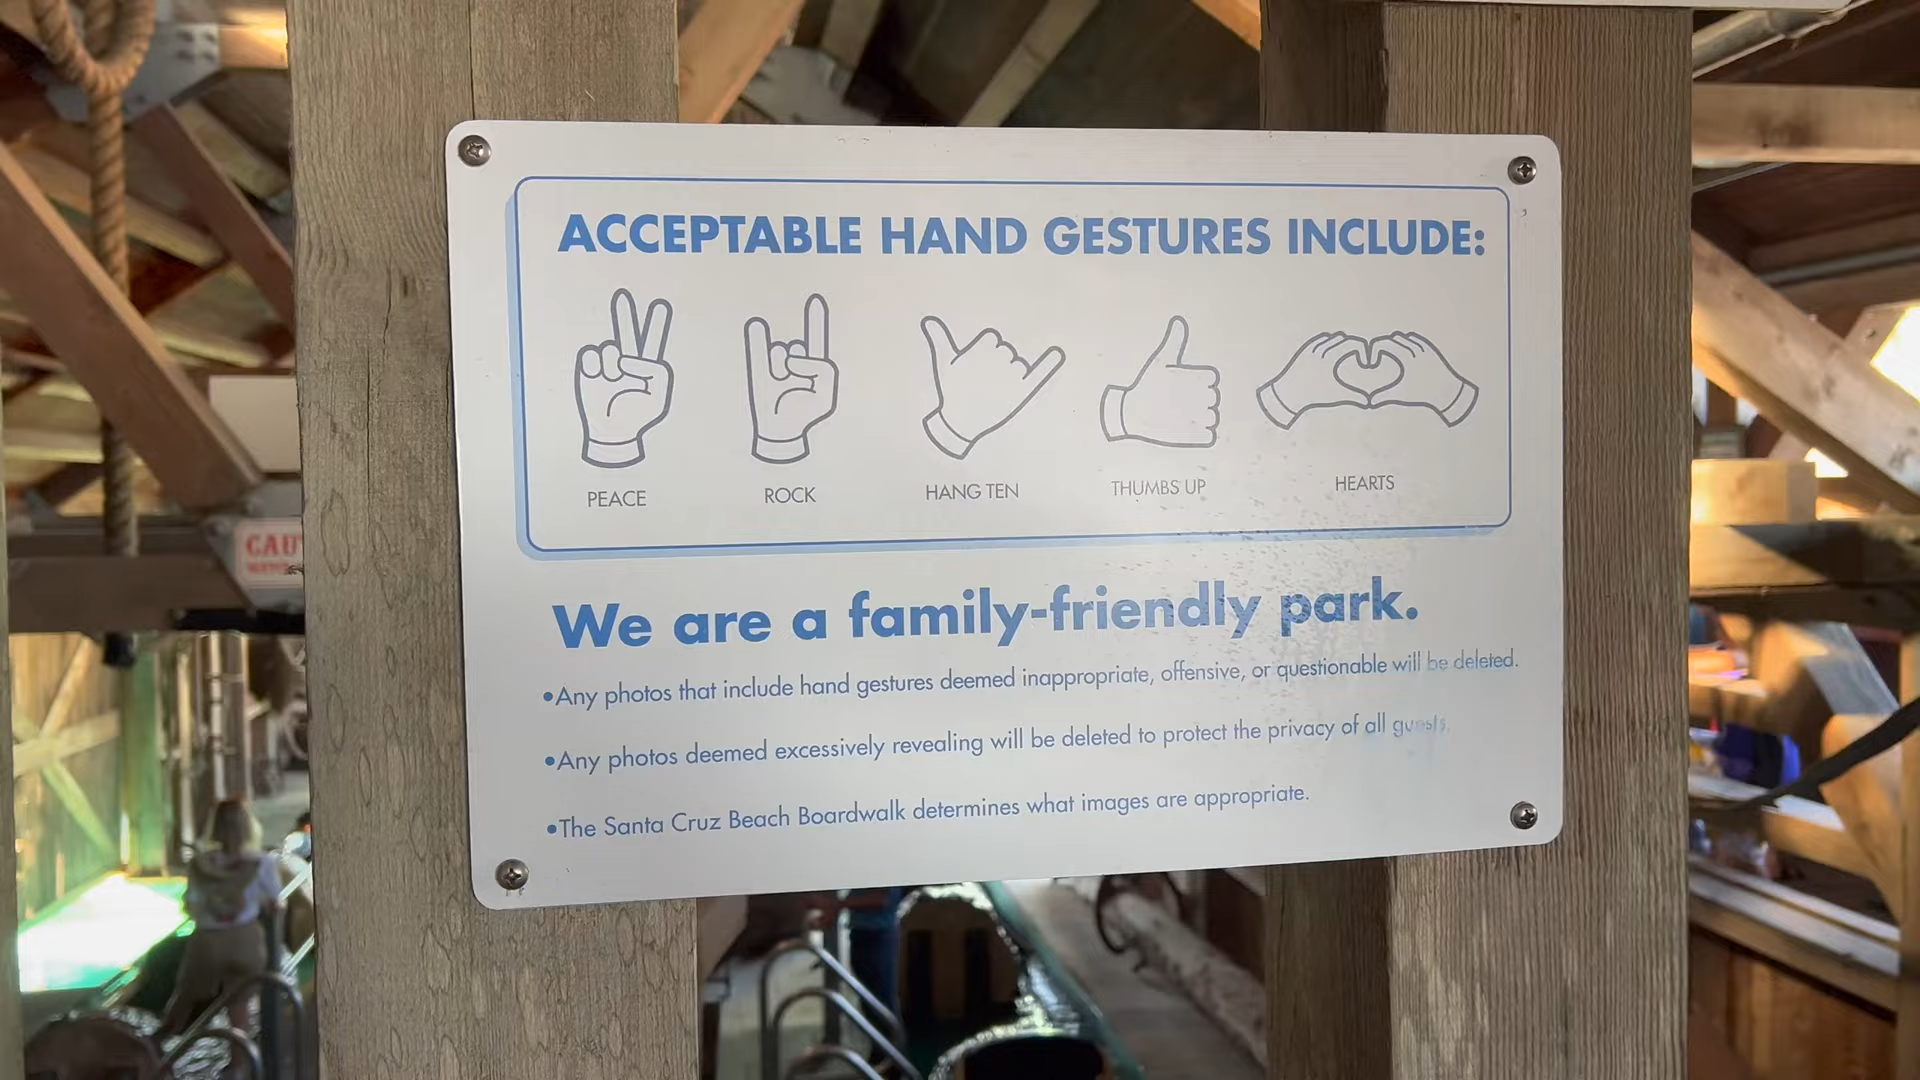 ACCEPTABLE HAND GESTURES INCLUDE:
PEACE
ROCK
HANG TEN
THUMBS UP
HEARTS
We are a family-friendly park.
•Any photos that include hand gestures deemed inappropriate, offensive, or questionable will be deleted.
•Any photos deemed excessively revealing will be deleted to protect the privacy of all guests.
•The Santa Cruz Beach Boardwalk determines what images are appropriate.
CAU